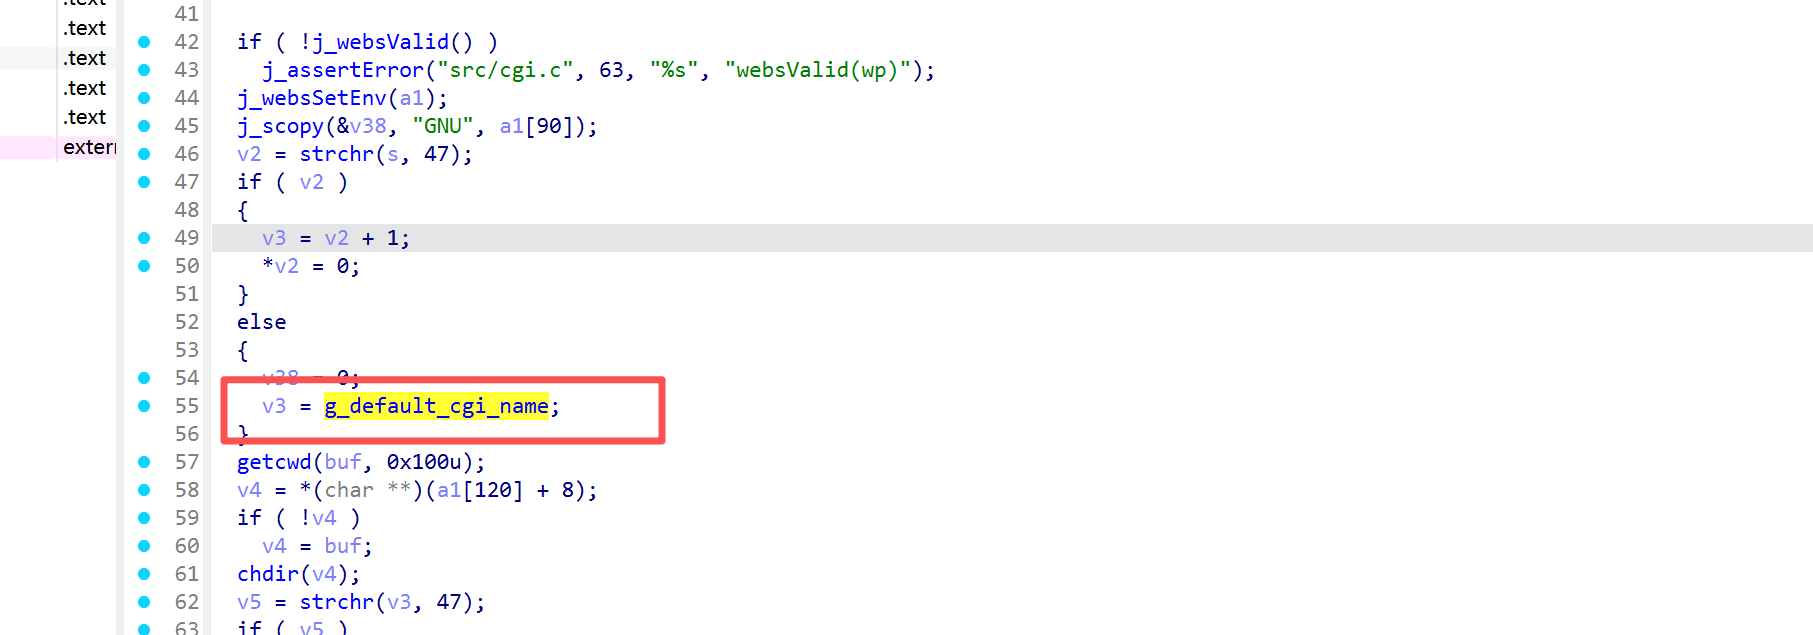 .text
.text
.text
.text
.text
extern
41
42 if ( !j_websValid() )
43 j_assertError("src/cgi.c", 63, "%s", "websValid(wp)");
44 j_websSetEnv(a1);
45 j_scopy(&v38, "GNU", a1[90]);
46 v2 = strchr(s, 47);
47 if ( v2 )
48 {
49 v3 = v2 + 1;
50 *v2 = 0;
51 }
52 else
53 {
54 v38 = 0;
55 v3 = g_default_cgi_name;
56 }
57 getcwd(buf, 0x100u);
58 v4 = *(char **)(a1[120] + 8);
59 if ( !v4 )
60 v4 = buf;
61 chdir(v4);
62 v5 = strchr(v3, 47);
63 if ( v5 )